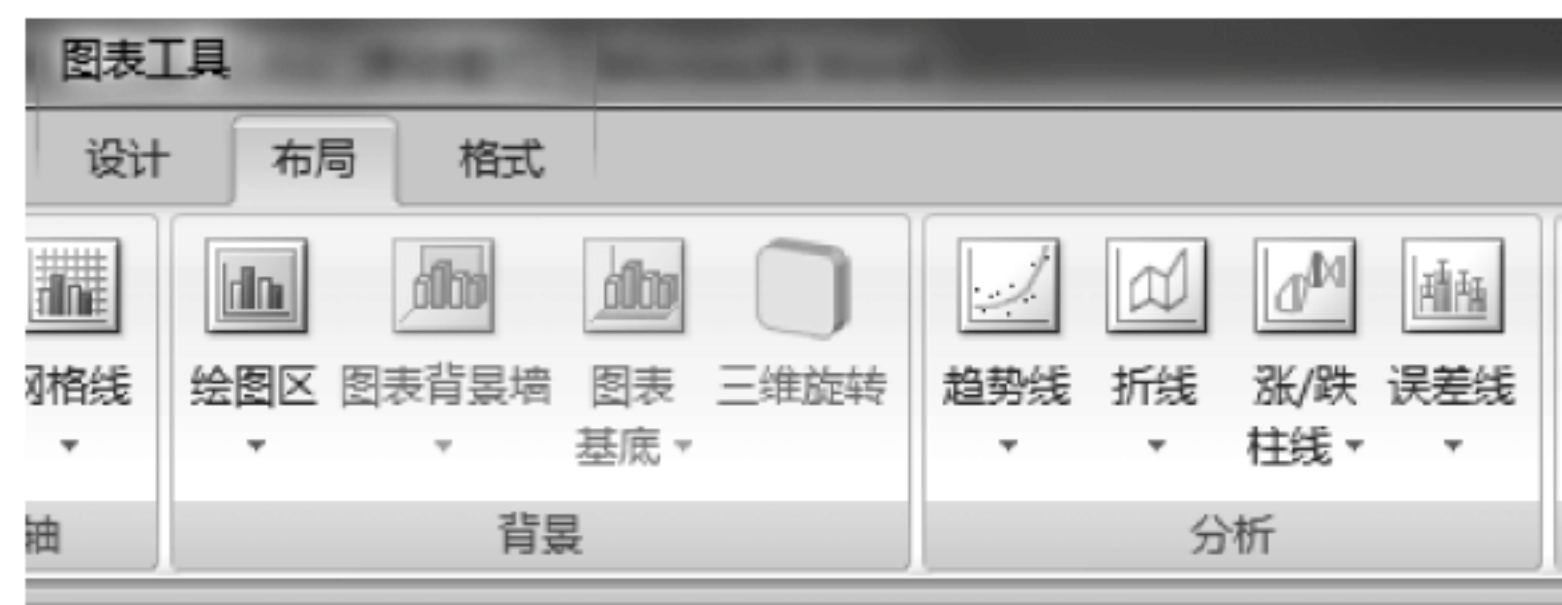 图表工具
设计 布局 格式
网格线 绘图区 图表背景墙 图表 三维旋转 趋势线 折线 涨/跌 误差线
基底 柱线
轴 背景 分析